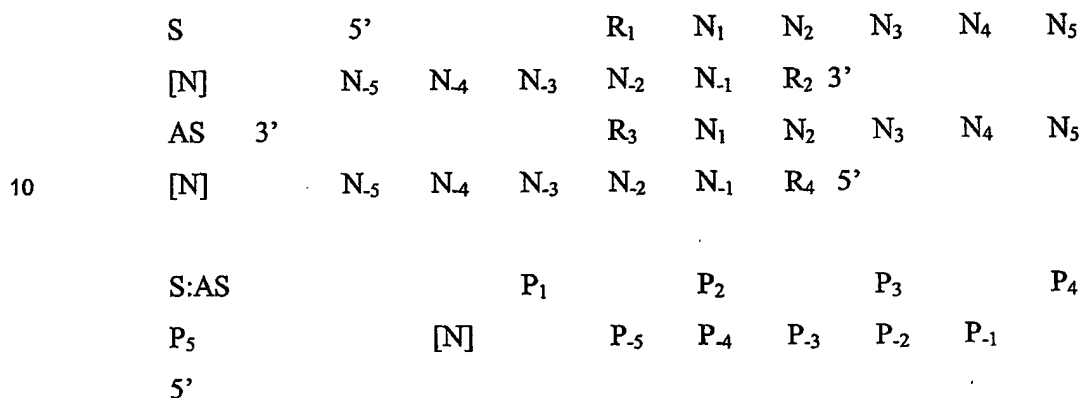 S 5’ R1 N1 N2 N3 N4 N5
[N] N-5 N-4 N-3 N-2 N-1 R2 3’
AS 3’ R3 N1 N2 N3 N4 N5
10 [N] N-5 N-4 N-3 N-2 N-1 R4 5’
S:AS P1 P2 P3 P4
P5 [N] P-5 P-4 P-3 P-2 P-1
5’